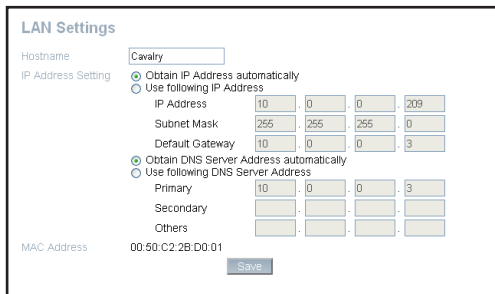 LAN Settings
Hostname Cavalry
IP Address Setting Obtain IP Address automatically
Use following IP Address
IP Address 10 . 0 . 0 . 209
Subnet Mask 255 . 255 . 255 . 0
Default Gateway 10 . 0 . 0 . 3
Obtain DNS Server Address automatically
Use following DNS Server Address
Primary 10 . 0 . 0 . 3
Secondary . . .
Others . . .
MAC Address 00:50:C2:2B:D0:01
Save